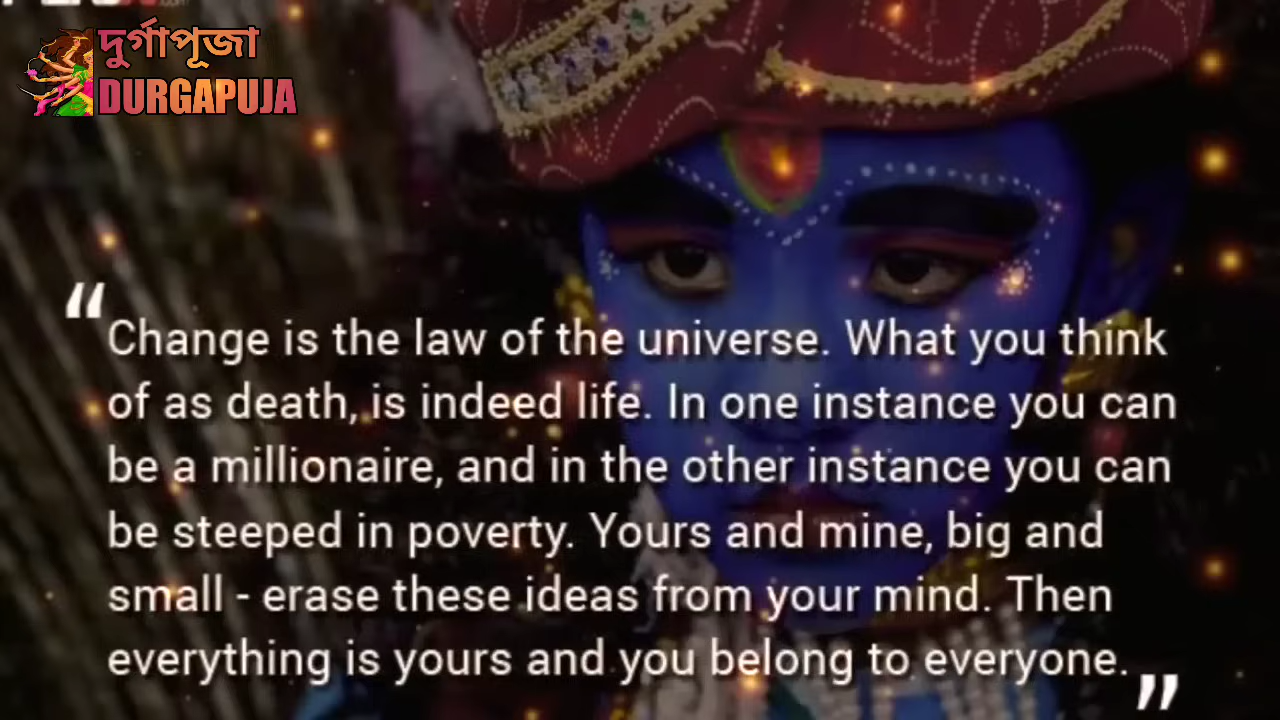 দুর্গাপূজা
DURGAPUJA
“Change is the law of the universe. What you think
of as death, is indeed life. In one instance you can
be a millionaire, and in the other instance you can
be steeped in poverty. Yours and mine, big and
small - erase these ideas from your mind. Then
everything is yours and you belong to everyone.”